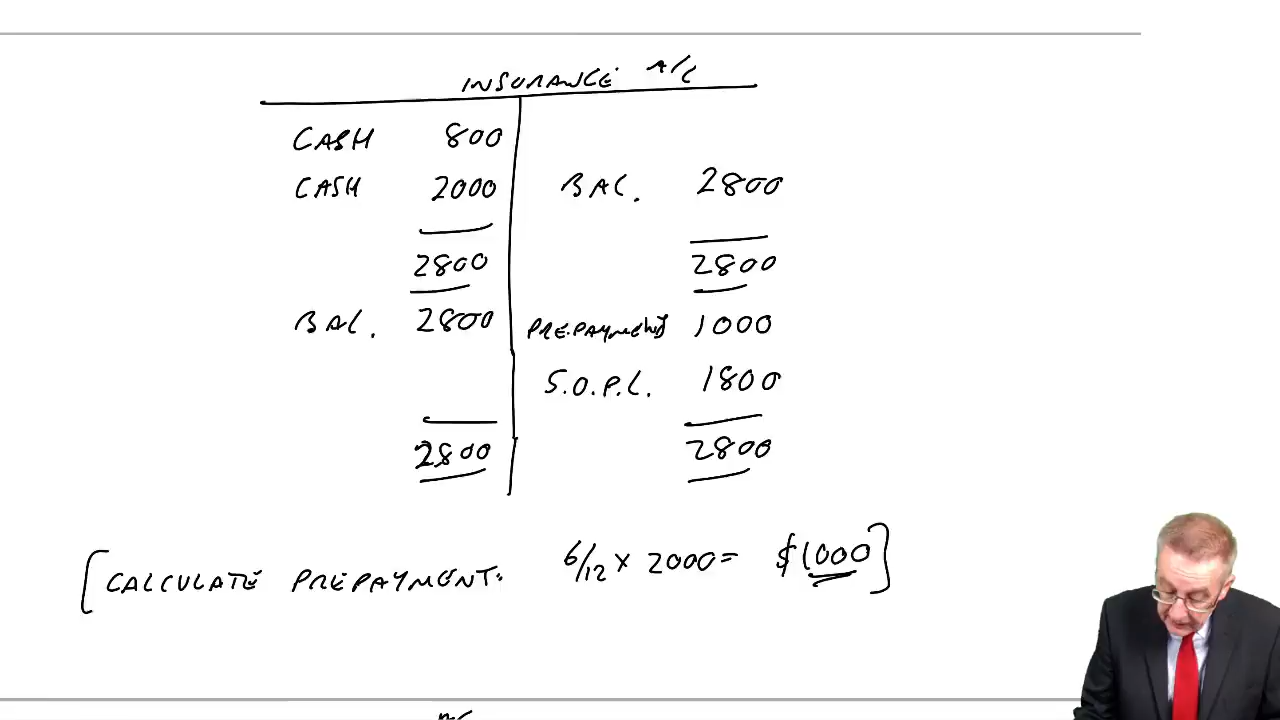 INSURANCE A/C
CASH 800
CASH 2000 BAL. 2800
2800 2800
BAL. 2800 PREPAYMENT 1000
S.O.P.L. 1800
2800 2800
[CALCULATE PREPAYMENT: 6/12 × 2000 = $1000]